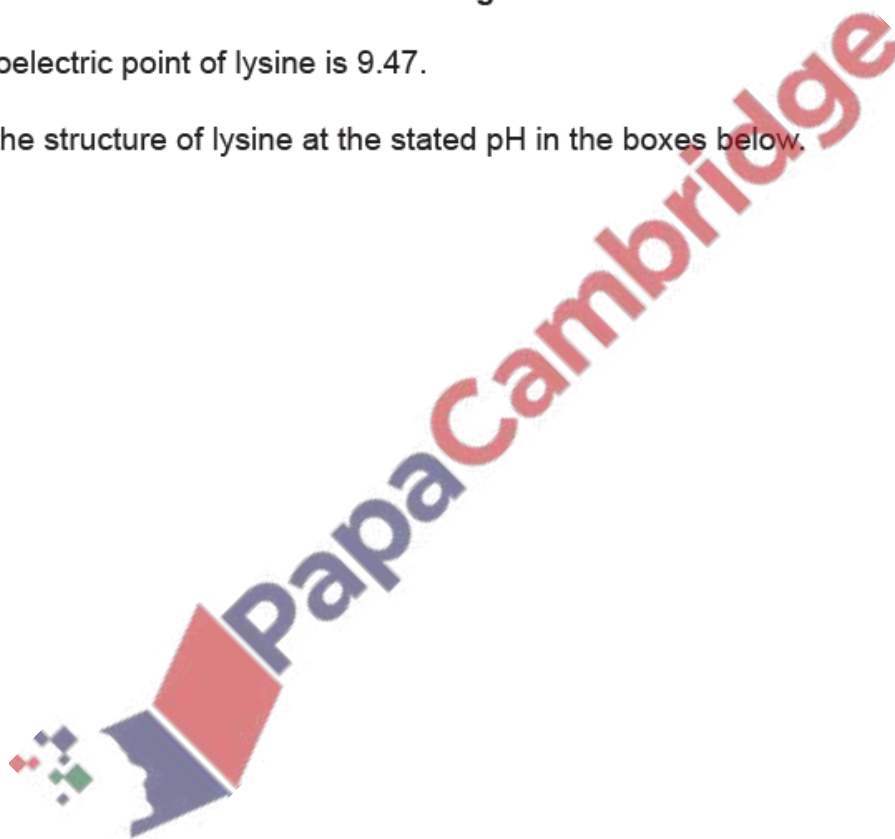 oelectric point of lysine is 9.47.
he structure of lysine at the stated pH in the boxes below.
PapaCambridge